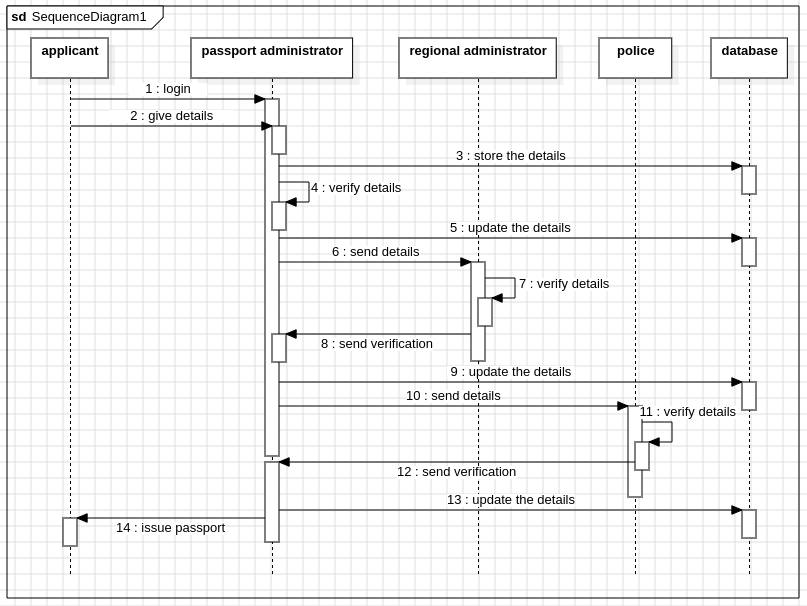 sd SequenceDiagram1
applicant
passport administrator
regional administrator
police
database
1 : login
2 : give details
3 : store the details
4 : verify details
5 : update the details
6 : send details
7 : verify details
8 : send verification
9 : update the details
10 : send details
11 : verify details
12 : send verification
13 : update the details
14 : issue passport